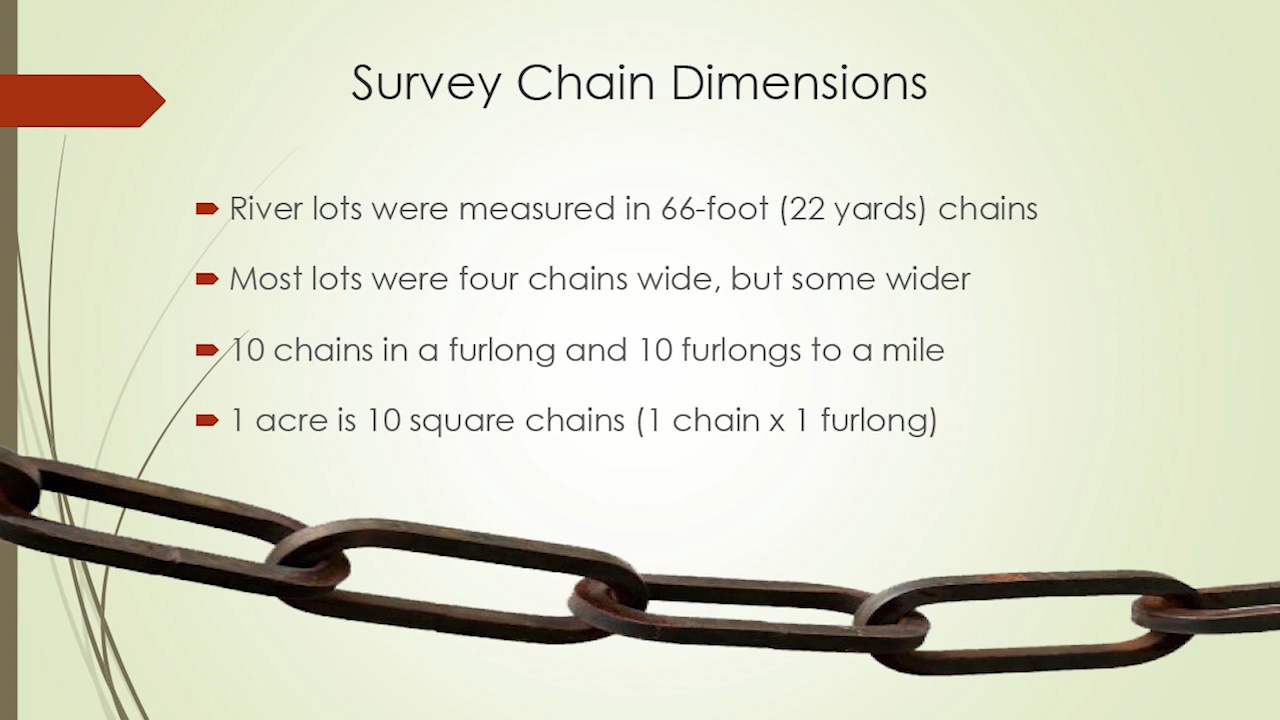 Survey Chain Dimensions
River lots were measured in 66-foot (22 yards) chains
Most lots were four chains wide, but some wider
10 chains in a furlong and 10 furlongs to a mile
1 acre is 10 square chains (1 chain x 1 furlong)